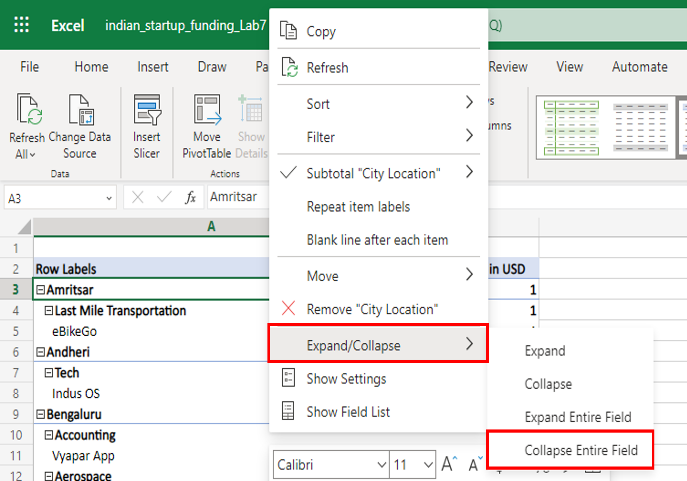 Excel indian_startup_funding_Lab7 Q)
File Home Insert Draw Pa Review View Automate
Refresh All
Change Data Source
Insert Slicer
Move PivotTable
Show Details
Data
Actions
A3 fx Amritsar
A
1
2 Row Labels in USD
3 Amritsar 1
4 Last Mile Transportation 1
5 eBikeGo
6 Andheri
7 Tech
8 Indus OS
9 Bengaluru
10 Accounting
11 Vyapar App
12 Aerospace
Copy
Refresh
Sort
Filter
Subtotal "City Location"
Repeat item labels
Blank line after each item
Move
Remove "City Location"
Expand/Collapse
Show Settings
Show Field List
Expand
Collapse
Expand Entire Field
Collapse Entire Field
Calibri 11 A A